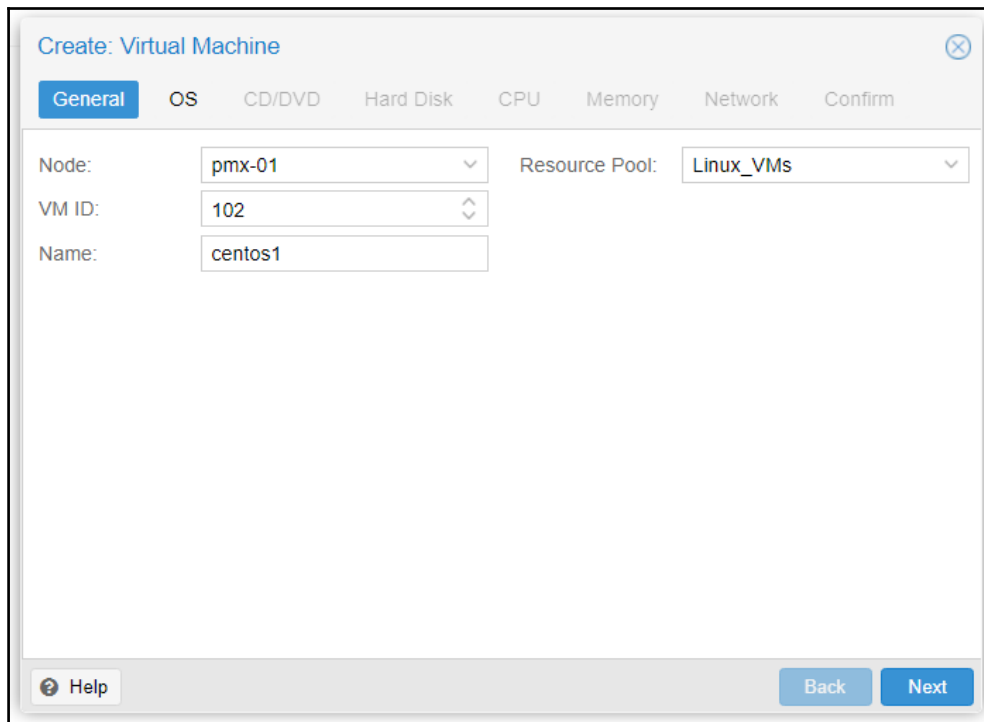 Create: Virtual Machine
General OS CD/DVD Hard Disk CPU Memory Network Confirm
Node: pmx-01 Resource Pool: Linux_VMs
VM ID: 102
Name: centos1
Help Back Next